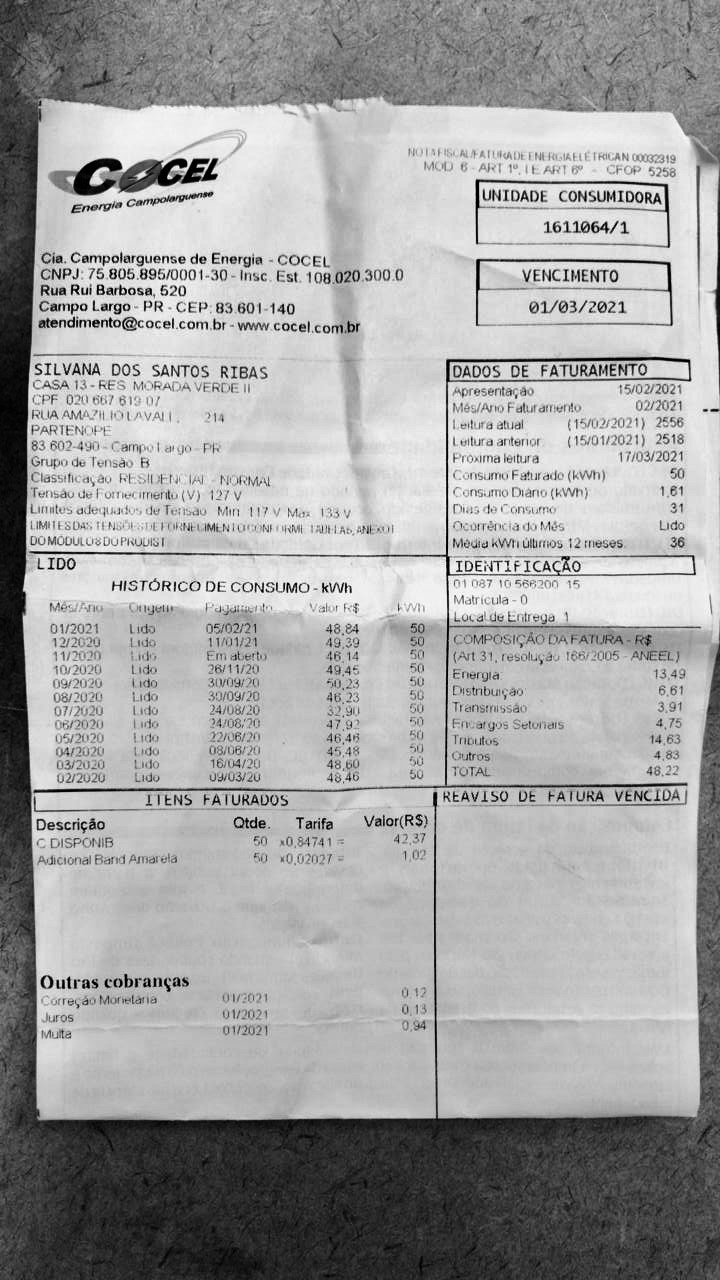 COCEL
Energia Campolarguense
NOTA FISCAL/FATURA DE ENERGIA ELÉTRICA N 00032319
MOD 6 - ART 1º, I E ART 6º - CFOP 5258
UNIDADE CONSUMIDORA
1611064/1
VENCIMENTO
01/03/2021
Cia. Campolarguense de Energia - COCEL
CNPJ: 75.805.895/0001-30 - Insc. Est. 108.020.300.0
Rua Rui Barbosa, 520
Campo Largo - PR - CEP: 83.601-140
atendimento@cocel.com.br - www.cocel.com.br
SILVANA DOS SANTOS RIBAS
CASA 13 - RES MORADA VERDE II
CPF 020 667 619 07
RUA AMAZILIO LAVALL, 214
PARTENOPE
83 602-490 - Campo Largo - PR
Grupo de Tensão B
Classificação RESIDENCIAL - NORMAL
Tensão de Fornecimento (V) 127 V
Limites adequados de Tensão Min 117 V Max 133 V
LIMITES DAS TENSÕES DE FORNECIMENTO CONFORME TABELA 5, ANEXO I
DO MÓDULO 8 DO PRODIST
DADOS DE FATURAMENTO
Apresentação 15/02/2021
Mês/Ano Faturamento 02/2021
Leitura atual (15/02/2021) 2556
Leitura anterior (15/01/2021) 2518
Próxima leitura 17/03/2021
Consumo Faturado (kWh) 50
Consumo Diário (kWh) 1,61
Dias de Consumo 31
Ocorrência do Mês Lido
Média kWh últimos 12 meses 36
LIDO
HISTÓRICO DE CONSUMO - kWh
Mês/Ano Origem Pagamento Valor R$ kWh
01/2021 Lido 05/02/21 48,84 50
12/2020 Lido 11/01/21 49,39 50
11/2020 Lido Em aberto 46,14 50
10/2020 Lido 26/11/20 49,45 50
09/2020 Lido 30/09/20 50,23 50
08/2020 Lido 30/09/20 46,23 50
07/2020 Lido 24/08/20 32,90 50
06/2020 Lido 24/08/20 47,92 50
05/2020 Lido 22/06/20 46,46 50
04/2020 Lido 08/06/20 45,48 50
03/2020 Lido 16/04/20 48,60 50
02/2020 Lido 09/03/20 48,46 50
IDENTIFICAÇÃO
01 087 10 566200 15
Matrícula - 0
Local de Entrega 1
COMPOSIÇÃO DA FATURA - R$
(Art 31, resolução 166/2005 - ANEEL)
Energia 13,49
Distribuição 6,61
Transmissão 3,91
Encargos Setoriais 4,75
Tributos 14,63
Outros 4,83
TOTAL 48,22
ITENS FATURADOS
Descrição Qtde. Tarifa Valor(R$)
C DISPONIB 50 x0,84741 = 42,37
Adicional Band Amarela 50 x0,02027 = 1,02
Outras cobranças
Correção Monetária 01/2021 0,12
Juros 01/2021 0,13
Multa 01/2021 0,94
REAVISO DE FATURA VENCIDA